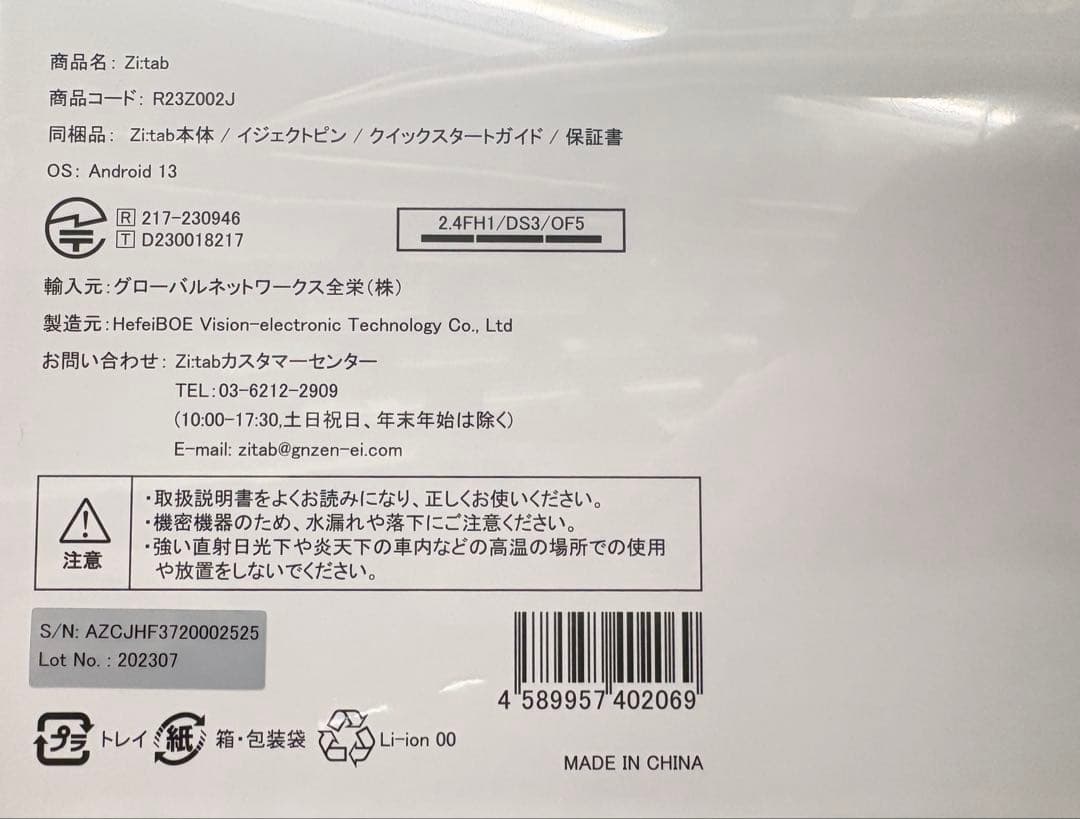 商品名： Zi:tab
商品コード： R23Z002J
同梱品： Zi:tab本体 / イジェクトピン / クイックスタートガイド / 保証書
OS： Android 13
R 217-230946
T D230018217
2.4FH1/DS3/OF5
輸入元：グローバルネットワークス全栄（株）
製造元：HefeiBOE Vision-electronic Technology Co., Ltd
お問い合わせ： Zi:tabカスタマーセンター
TEL：03-6212-2909
（10:00-17:30,土日祝日、年末年始は除く）
E-mail: zitab@gnzen-ei.com
注意
・取扱説明書をよくお読みになり、正しくお使いください。
・機密機器のため、水漏れや落下にご注意ください。
・強い直射日光下や炎天下の車内などの高温の場所での使用
や放置をしないでください。
S/N: AZCJHF3720002525
Lot No. : 202307
4 589957 402069
プラ トレイ 紙 箱・包装袋 Li-ion 00
MADE IN CHINA